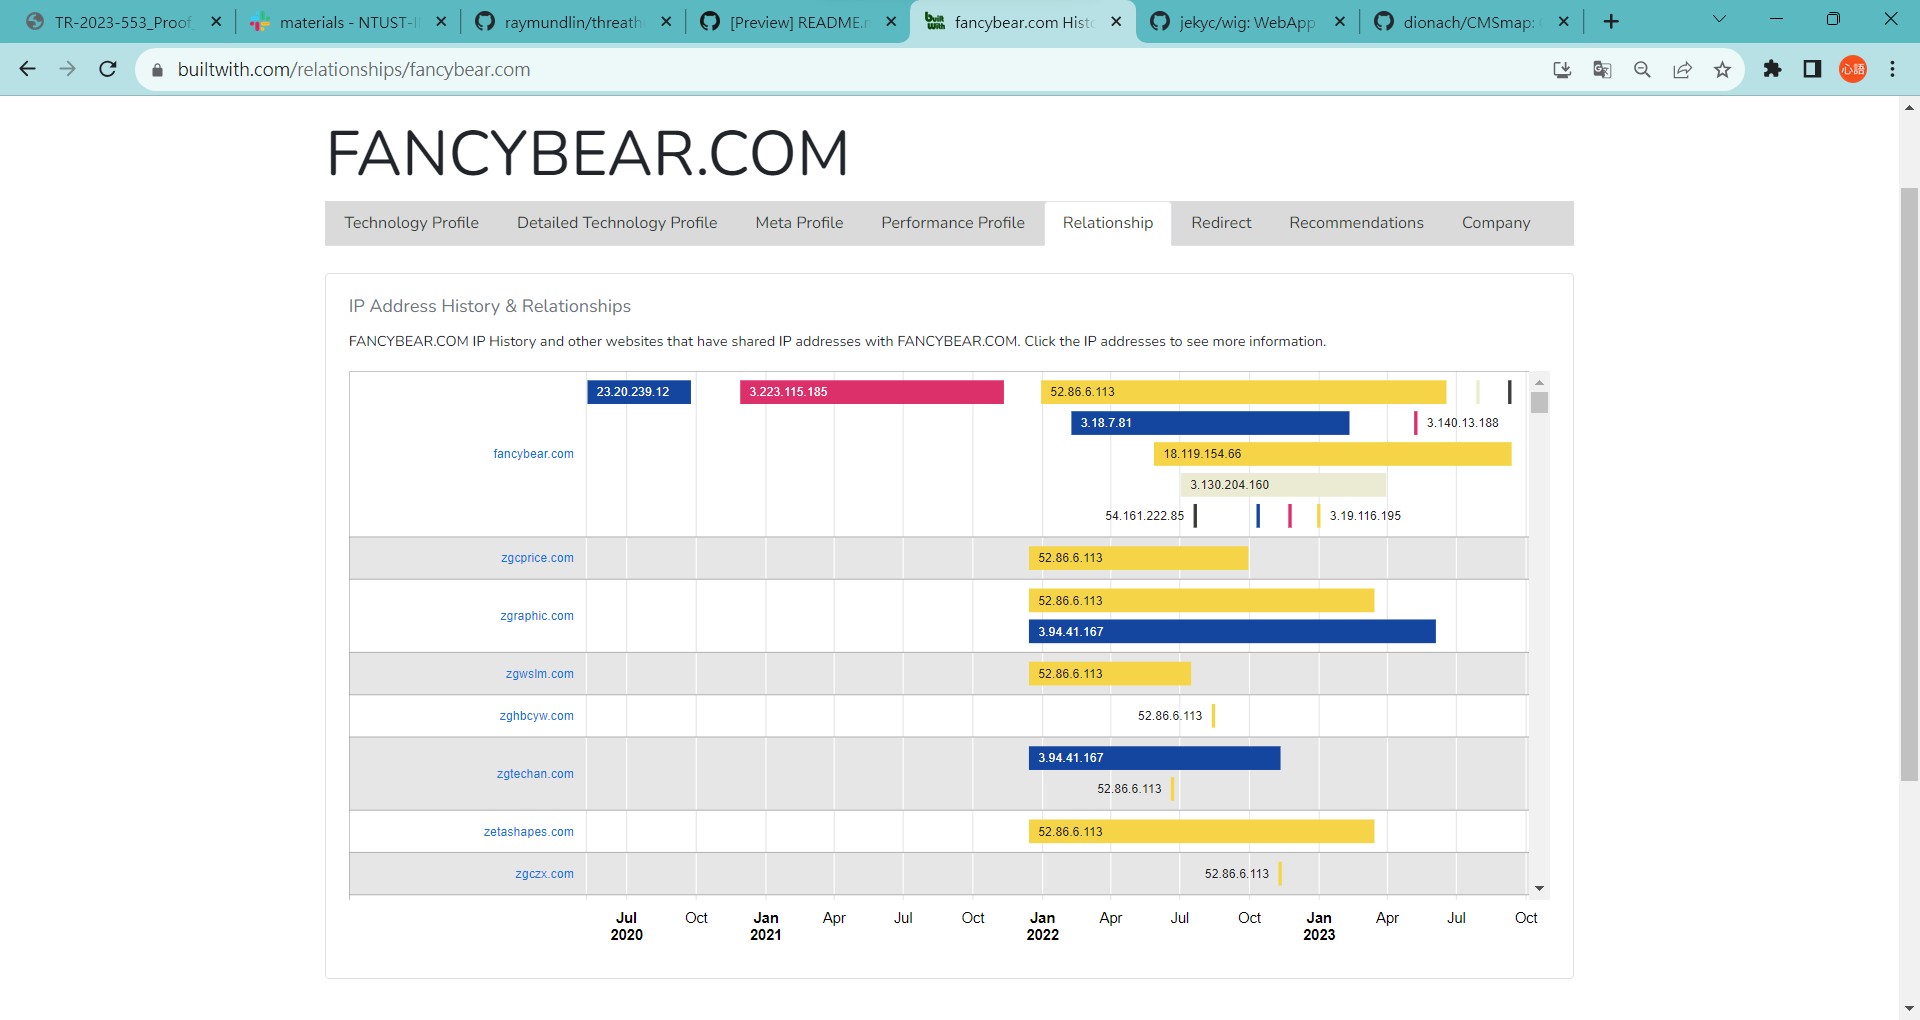 TR-2023-553_Proof
materials - NTUST-I
raymundlin/threath
[Preview] README.m
built with
fancybear.com Histo
jekyc/wig: WebApp
dionach/CMSmap:
builtwith.com/relationships/fancybear.com
心語
FANCYBEAR.COM
Technology Profile
Detailed Technology Profile
Meta Profile
Performance Profile
Relationship
Redirect
Recommendations
Company
IP Address History & Relationships
FANCYBEAR.COM IP History and other websites that have shared IP addresses with FANCYBEAR.COM. Click the IP addresses to see more information.
23.20.239.12
3.223.115.185
52.86.6.113
3.18.7.81
3.140.13.188
fancybear.com
18.119.154.66
3.130.204.160
54.161.222.85
3.19.116.195
zgcprice.com
52.86.6.113
52.86.6.113
zgraphic.com
3.94.41.167
zgwslm.com
52.86.6.113
zghbcyw.com
52.86.6.113
3.94.41.167
zgtechan.com
52.86.6.113
zetashapes.com
52.86.6.113
zgczx.com
52.86.6.113
Jul
2020
Oct
Jan
2021
Apr
Jul
Oct
Jan
2022
Apr
Jul
Oct
Jan
2023
Apr
Jul
Oct